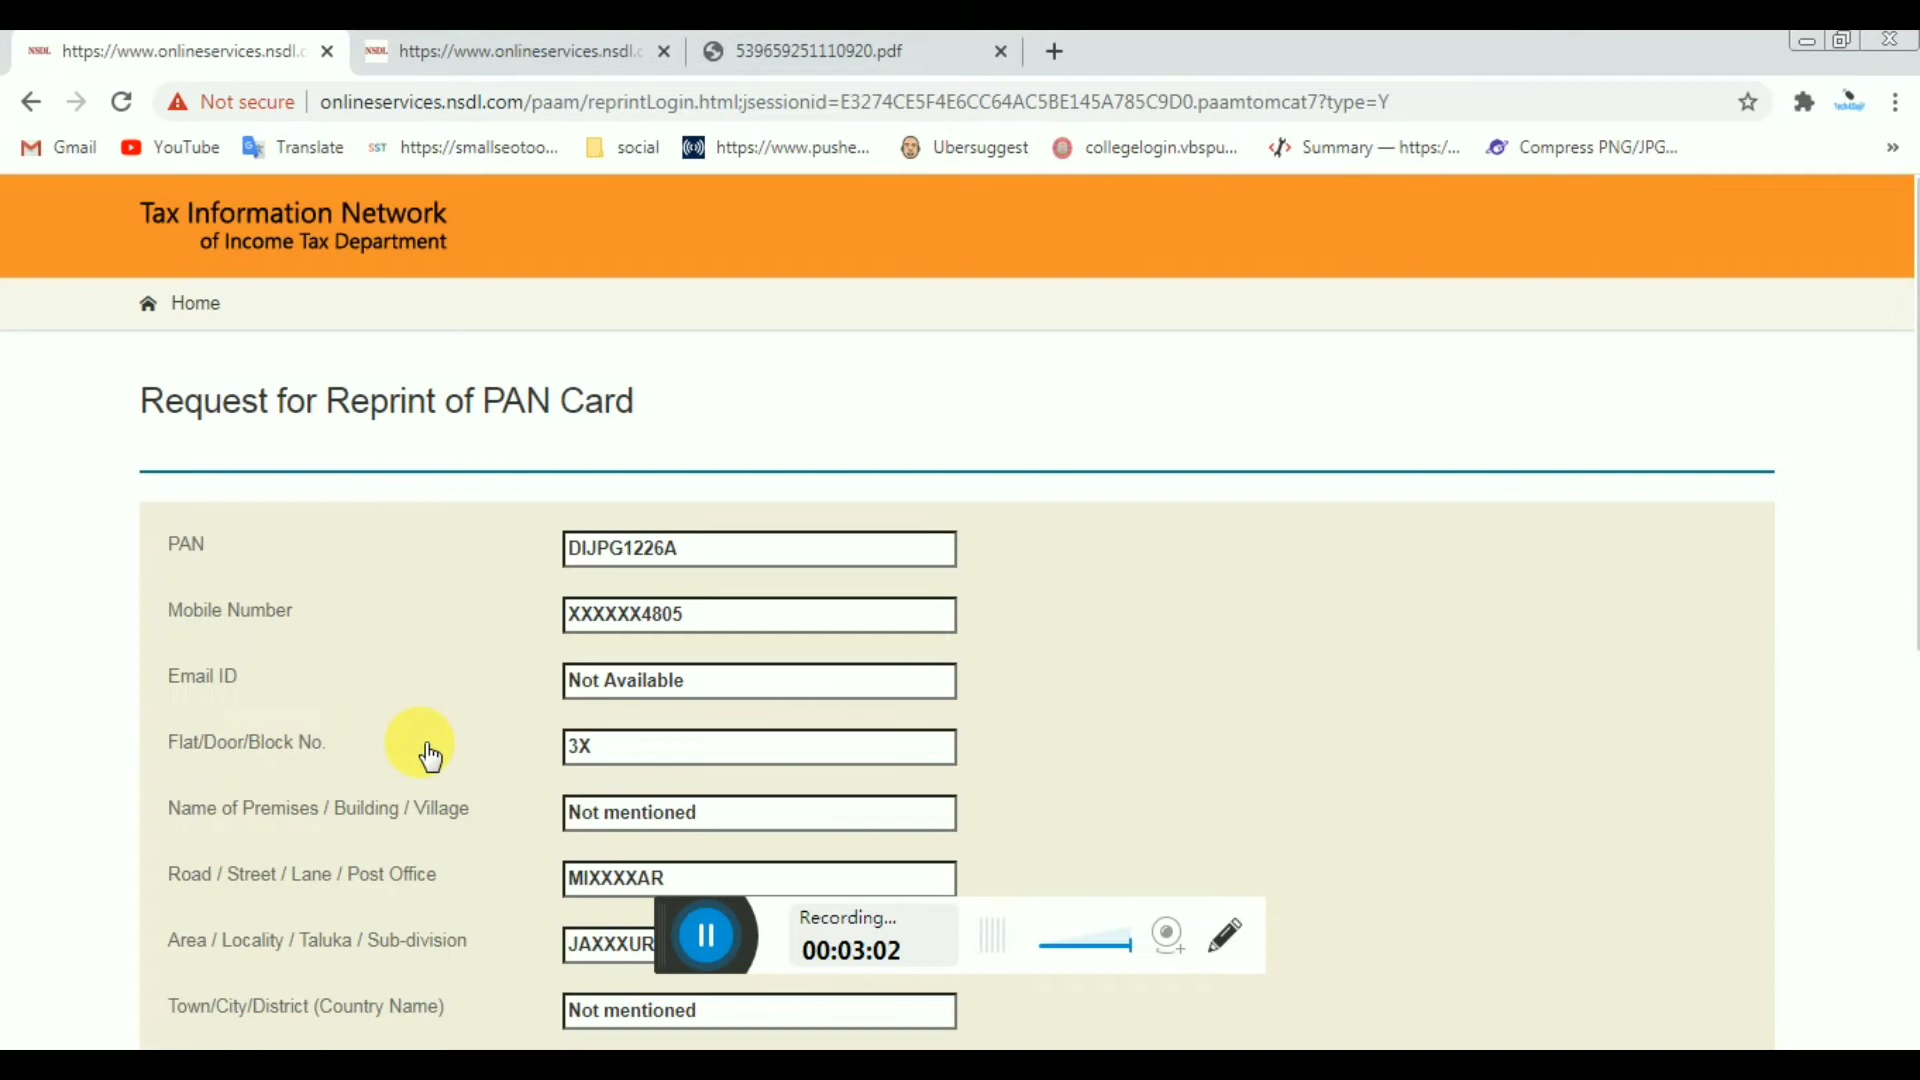 https://www.onlineservices.nsdl.c
https://www.onlineservices.nsdl.c
539659251110920.pdf
Not secure
onlineservices.nsdl.com/paam/reprintLogin.html;jsessionid=E3274CE5F4E6CC64AC5BE145A785C9D0.paamtomcat7?type=Y
Gmail
YouTube
Translate
SST https://smallseotoo...
social
https://www.pushe...
Ubersuggest
collegelogin.vbspu...
Summary — https:/...
Compress PNG/JPG...
»
Tax Information Network
of Income Tax Department
Home
Request for Reprint of PAN Card
PAN
DIJPG1226A
Mobile Number
XXXXXX4805
Email ID
Not Available
Flat/Door/Block No.
3X
Name of Premises / Building / Village
Not mentioned
Road / Street / Lane / Post Office
MIXXXXAR
Area / Locality / Taluka / Sub-division
JAXXXUR
Recording...
00:03:02
Town/City/District (Country Name)
Not mentioned